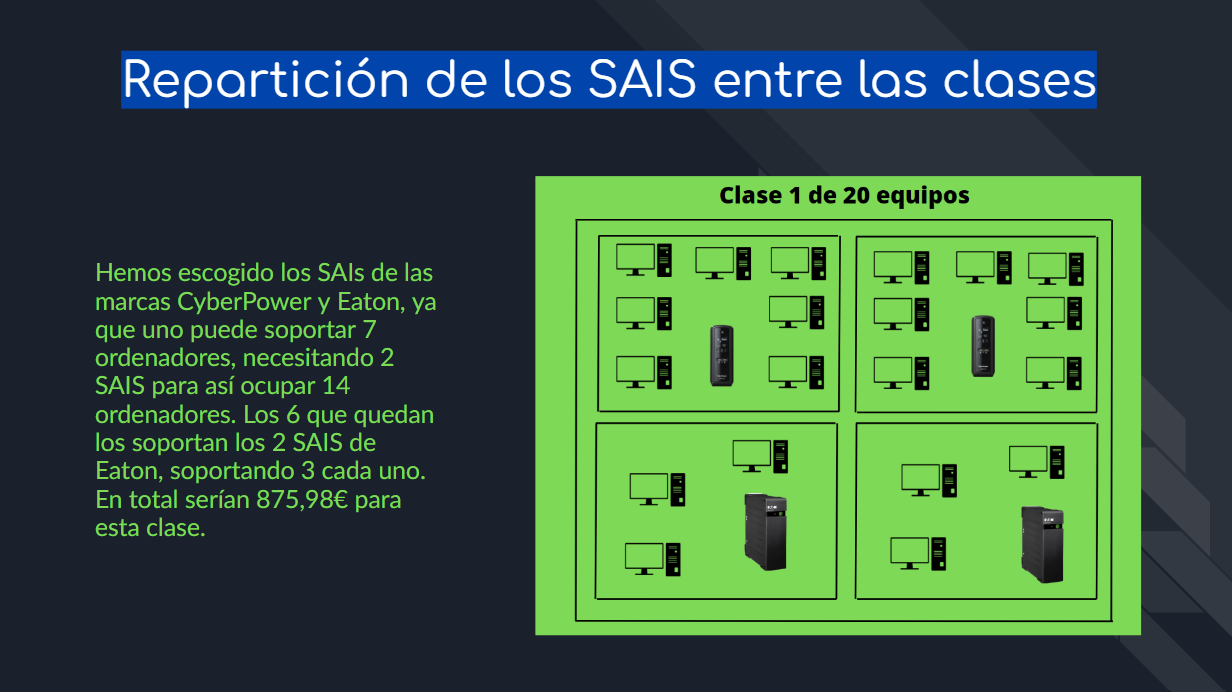 Repartición de los SAIS entre las clases
Clase 1 de 20 equipos
Hemos escogido los SAIs de las
marcas CyberPower y Eaton, ya
que uno puede soportar 7
ordenadores, necesitando 2
SAIS para así ocupar 14
ordenadores. Los 6 que quedan
los soportan los 2 SAIS de
Eaton, soportando 3 cada uno.
En total serían 875,98€ para
esta clase.